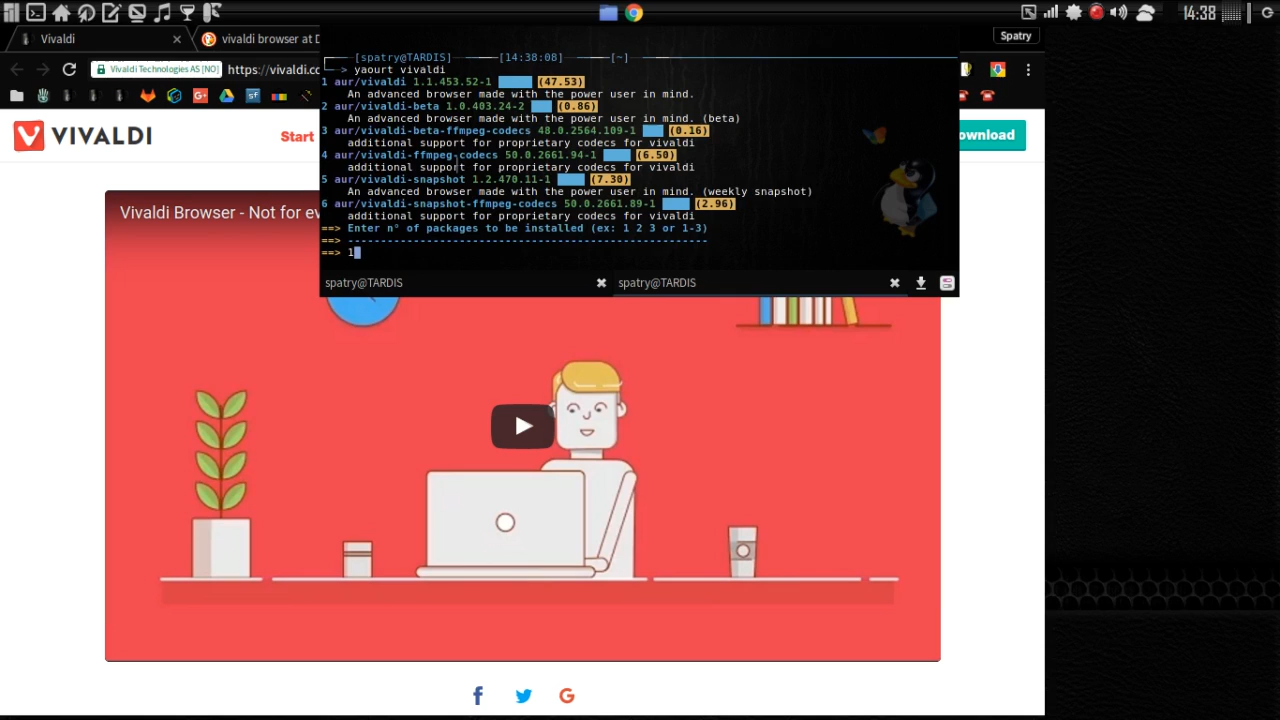 14:38
Vivaldi
vivaldi browser at D
Spatry
Vivaldi Technologies AS [NO]
https://vivaldi.co
VIVALDI
Start
ownload
Vivaldi Browser - Not for ev
[spatry@TARDIS]
[14:38:08]
[~]
> yaourt vivaldi
1 aur/vivaldi 1.1.453.52-1 (47.53)
An advanced browser made with the power user in mind.
2 aur/vivaldi-beta 1.0.403.24-2 (0.86)
An advanced browser made with the power user in mind. (beta)
3 aur/vivaldi-beta-ffmpeg-codecs 48.0.2564.109-1 (0.16)
additional support for proprietary codecs for vivaldi
4 aur/vivaldi-ffmpeg-codecs 50.0.2661.94-1 (6.50)
additional support for proprietary codecs for vivaldi
5 aur/vivaldi-snapshot 1.2.470.11-1 (7.30)
An advanced browser made with the power user in mind. (weekly snapshot)
6 aur/vivaldi-snapshot-ffmpeg-codecs 50.0.2661.89-1 (2.96)
additional support for proprietary codecs for vivaldi
==> Enter n° of packages to be installed (ex: 1 2 3 or 1-3)
==> -------------------------------------------------------
==> 1
spatry@TARDIS
spatry@TARDIS